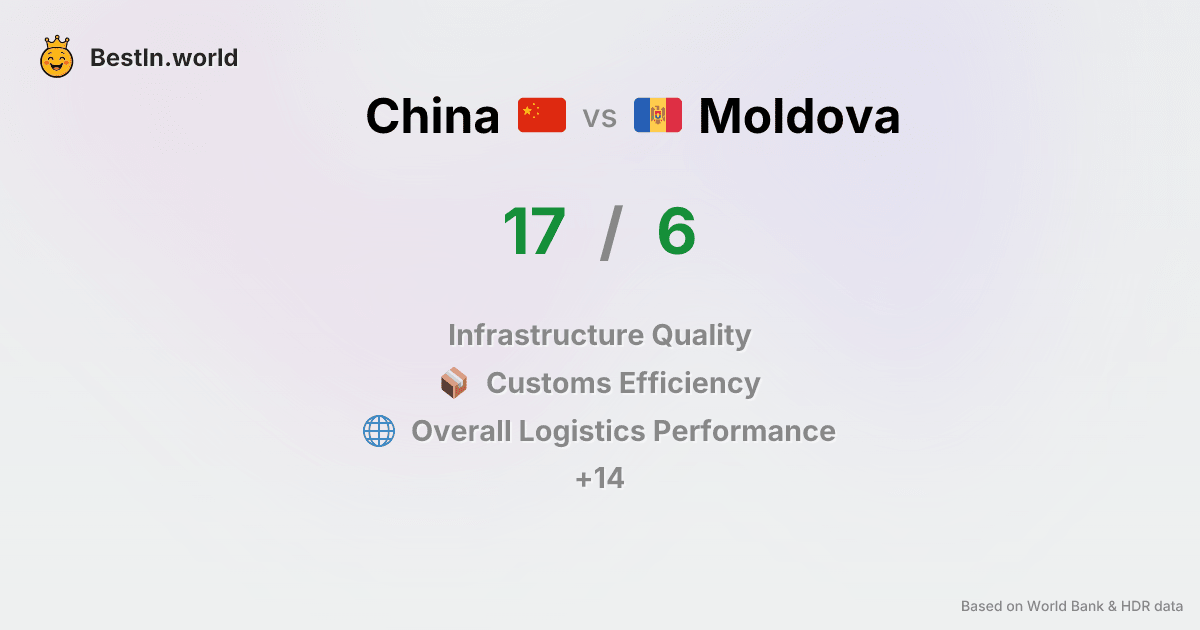 BestIn.world
China vs Moldova
17 / 6
Infrastructure Quality
Customs Efficiency
Overall Logistics Performance
+14
Based on World Bank & HDR data